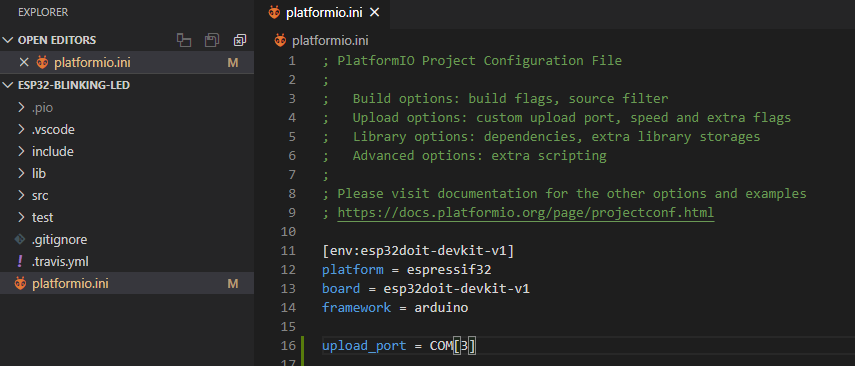 EXPLORER
OPEN EDITORS
platformio.ini M
ESP32-BLINKING-LED
.pio
.vscode
include
lib
src
test
.gitignore
.travis.yml
platformio.ini M
platformio.ini
platformio.ini
1 ; PlatformIO Project Configuration File
2 ;
3 ;   Build options: build flags, source filter
4 ;   Upload options: custom upload port, speed and extra flags
5 ;   Library options: dependencies, extra library storages
6 ;   Advanced options: extra scripting
7 ;
8 ; Please visit documentation for the other options and examples
9 ; https://docs.platformio.org/page/projectconf.html
10
11 [env:esp32doit-devkit-v1]
12 platform = espressif32
13 board = esp32doit-devkit-v1
14 framework = arduino
15
16 upload_port = COM[3]
17